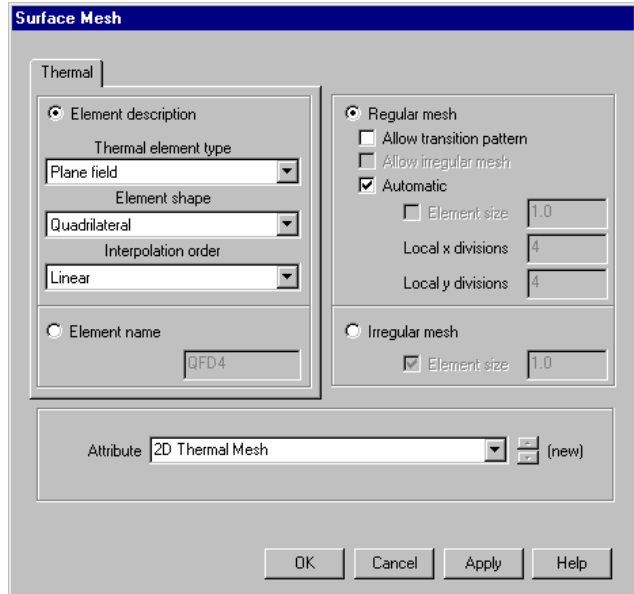 Surface Mesh
Thermal
Element description
Thermal element type
Plane field
Element shape
Quadrilateral
Interpolation order
Linear
Element name
QFD4
Regular mesh
Allow transition pattern
Allow irregular mesh
Automatic
Element size 1.0
Local x divisions 4
Local y divisions 4
Irregular mesh
Element size 1.0
Attribute 2D Thermal Mesh (new)
OK Cancel Apply Help